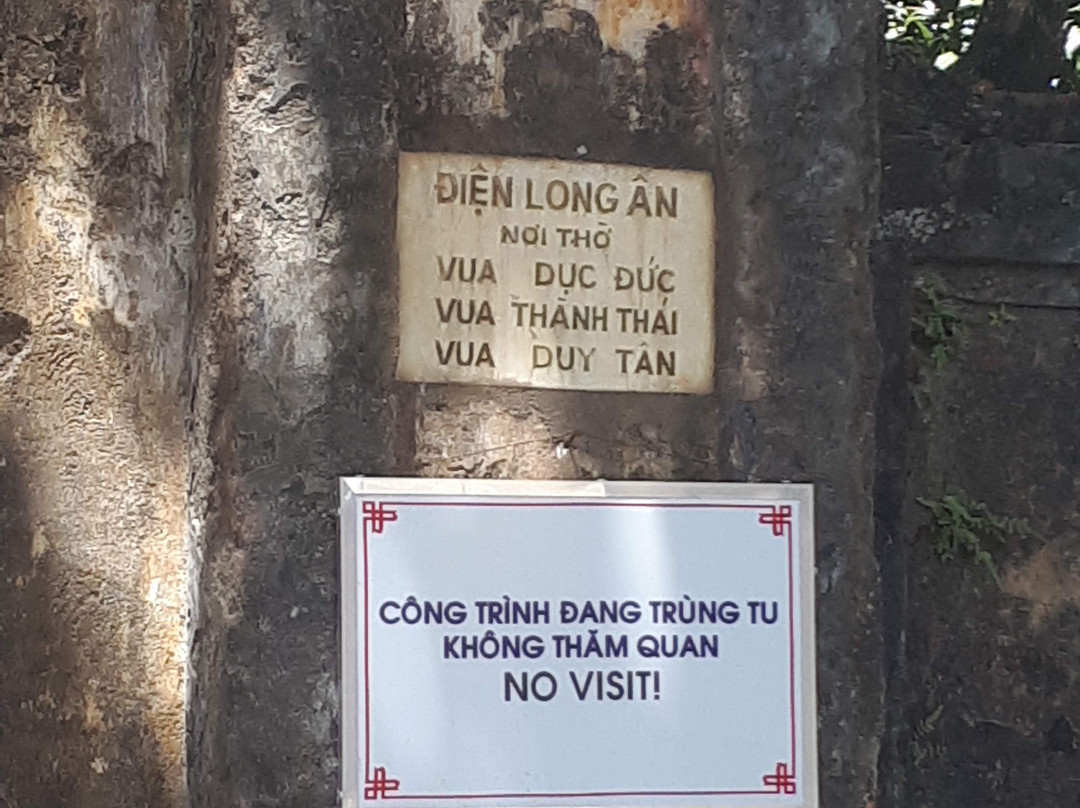 ĐIỆN LONG ÂN
NƠI THỜ
VUA DỤC ĐỨC
VUA THÀNH THÁI
VUA DUY TÂN
CÔNG TRÌNH ĐANG TRÙNG TU
KHÔNG THĂM QUAN
NO VISIT!